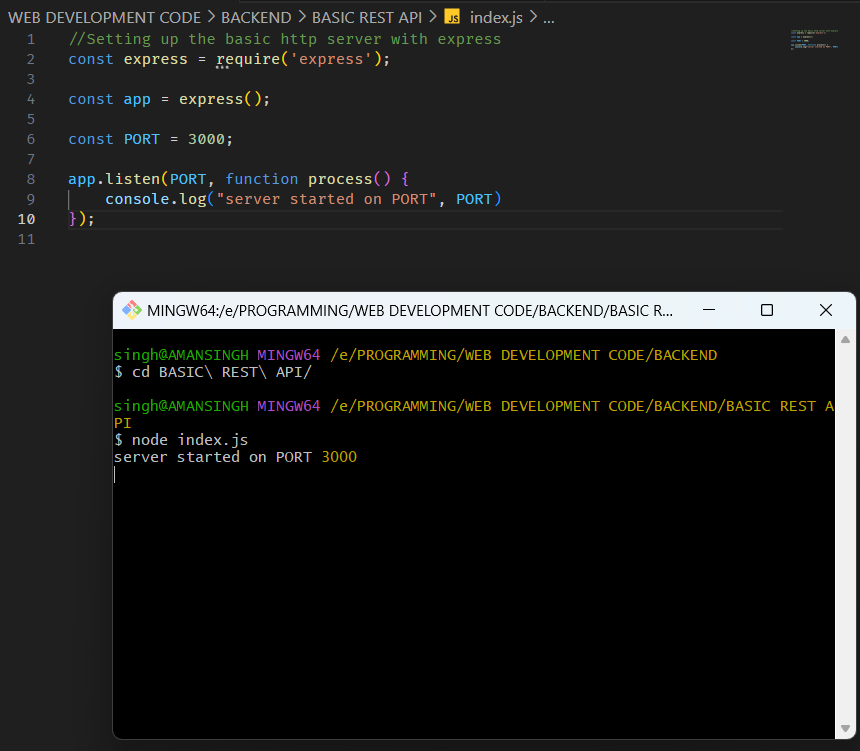 WEB DEVELOPMENT CODE > BACKEND > BASIC REST API > JS index.js > ...
1 //Setting up the basic http server with express
2 const express = require('express');
3
4 const app = express();
5
6 const PORT = 3000;
7
8 app.listen(PORT, function process() {
9 console.log("server started on PORT", PORT)
10 });
11
MINGW64:/e/PROGRAMMING/WEB DEVELOPMENT CODE/BACKEND/BASIC R...
singh@AMANSINGH MINGW64 /e/PROGRAMMING/WEB DEVELOPMENT CODE/BACKEND
$ cd BASIC\ REST\ API/
singh@AMANSINGH MINGW64 /e/PROGRAMMING/WEB DEVELOPMENT CODE/BACKEND/BASIC REST A
PI
$ node index.js
server started on PORT 3000